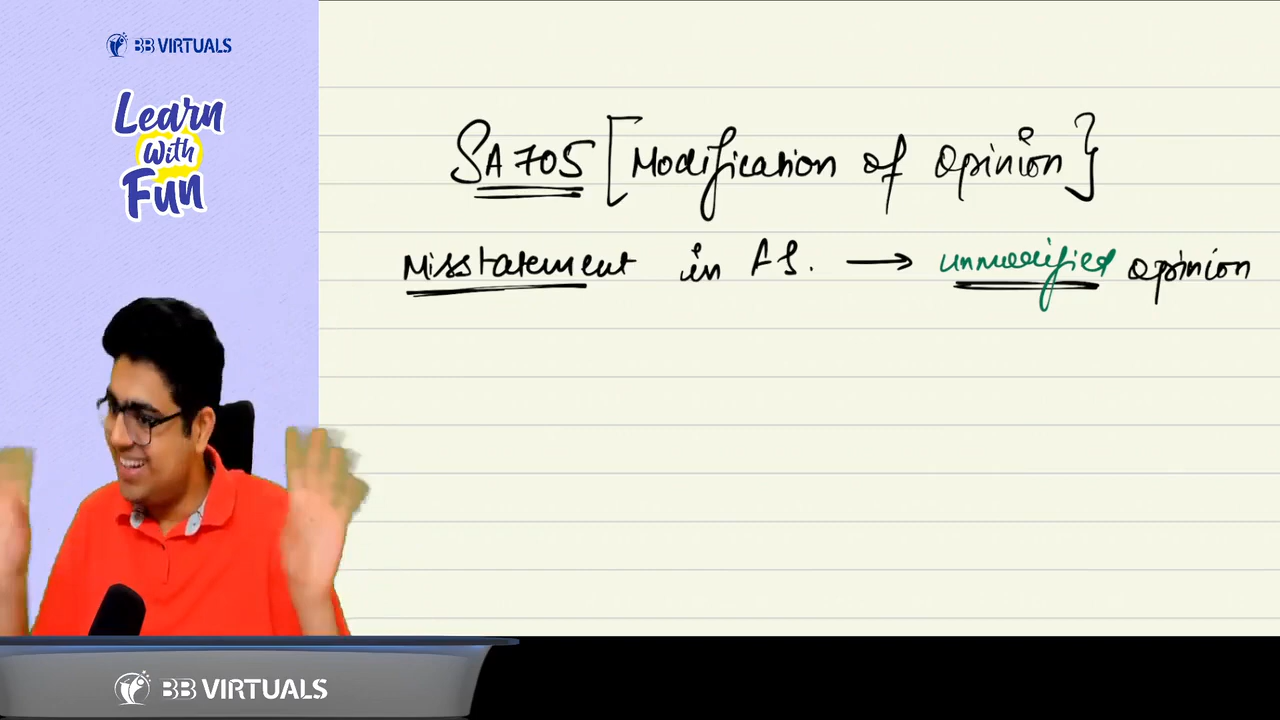 BB VIRTUALS
Learn
With
Fun
SA 705 [Modification of opinion}
Misstatement in F.S. → unmodified opinion
BB VIRTUALS